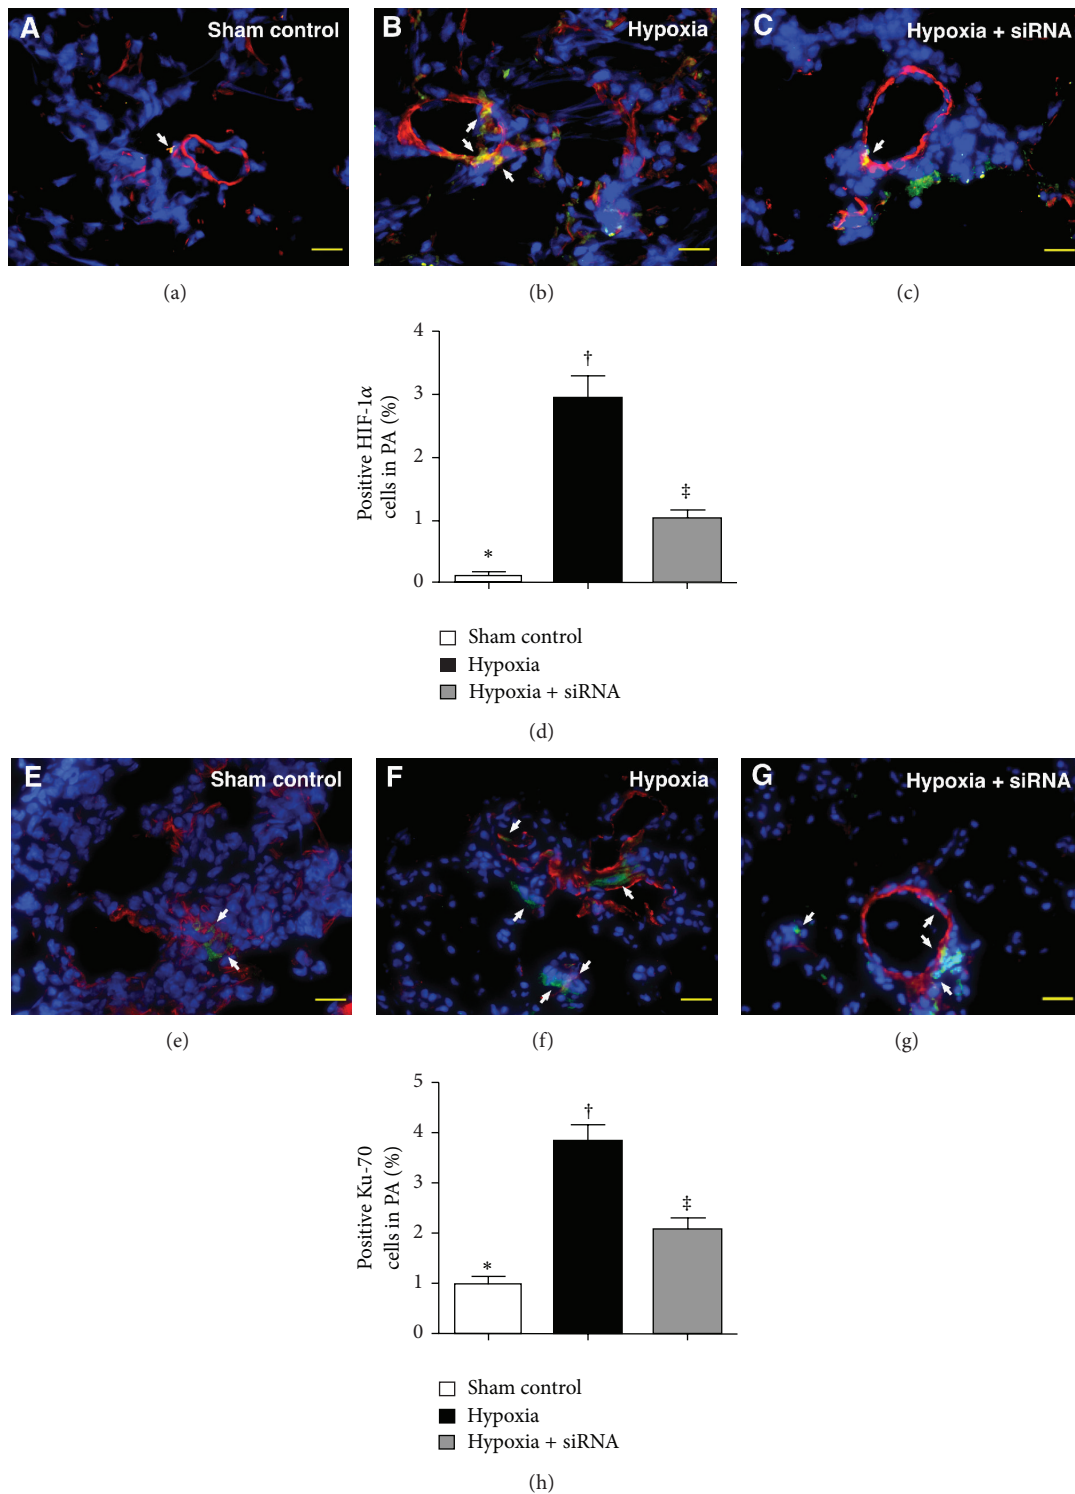 A Sham control
B Hypoxia
C Hypoxia + siRNA
(a)
(b)
(c)
Positive HIF-1α
cells in PA (%)
4
3
2
1
0
*
†
‡
Sham control
Hypoxia
Hypoxia + siRNA
(d)
E Sham control
F Hypoxia
G Hypoxia + siRNA
(e)
(f)
(g)
Positive Ku-70
cells in PA (%)
5
4
3
2
1
0
*
†
‡
Sham control
Hypoxia
Hypoxia + siRNA
(h)